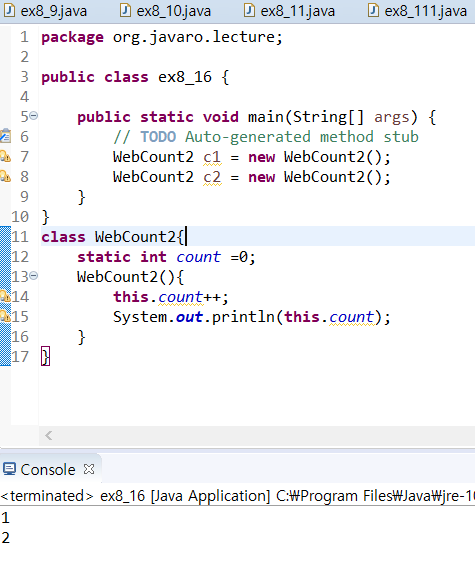 ex8_9.java ex8_10.java ex8_11.java ex8_111.java
1 package org.javaro.lecture;
2
3 public class ex8_16 {
4
5 public static void main(String[] args) {
6 // TODO Auto-generated method stub
7 WebCount2 c1 = new WebCount2();
8 WebCount2 c2 = new WebCount2();
9 }
10 }
11 class WebCount2{
12 static int count =0;
13 WebCount2(){
14 this.count++;
15 System.out.println(this.count);
16 }
17 }
Console
<terminated> ex8_16 [Java Application] C:₩Program Files₩Java₩jre-10
1
2